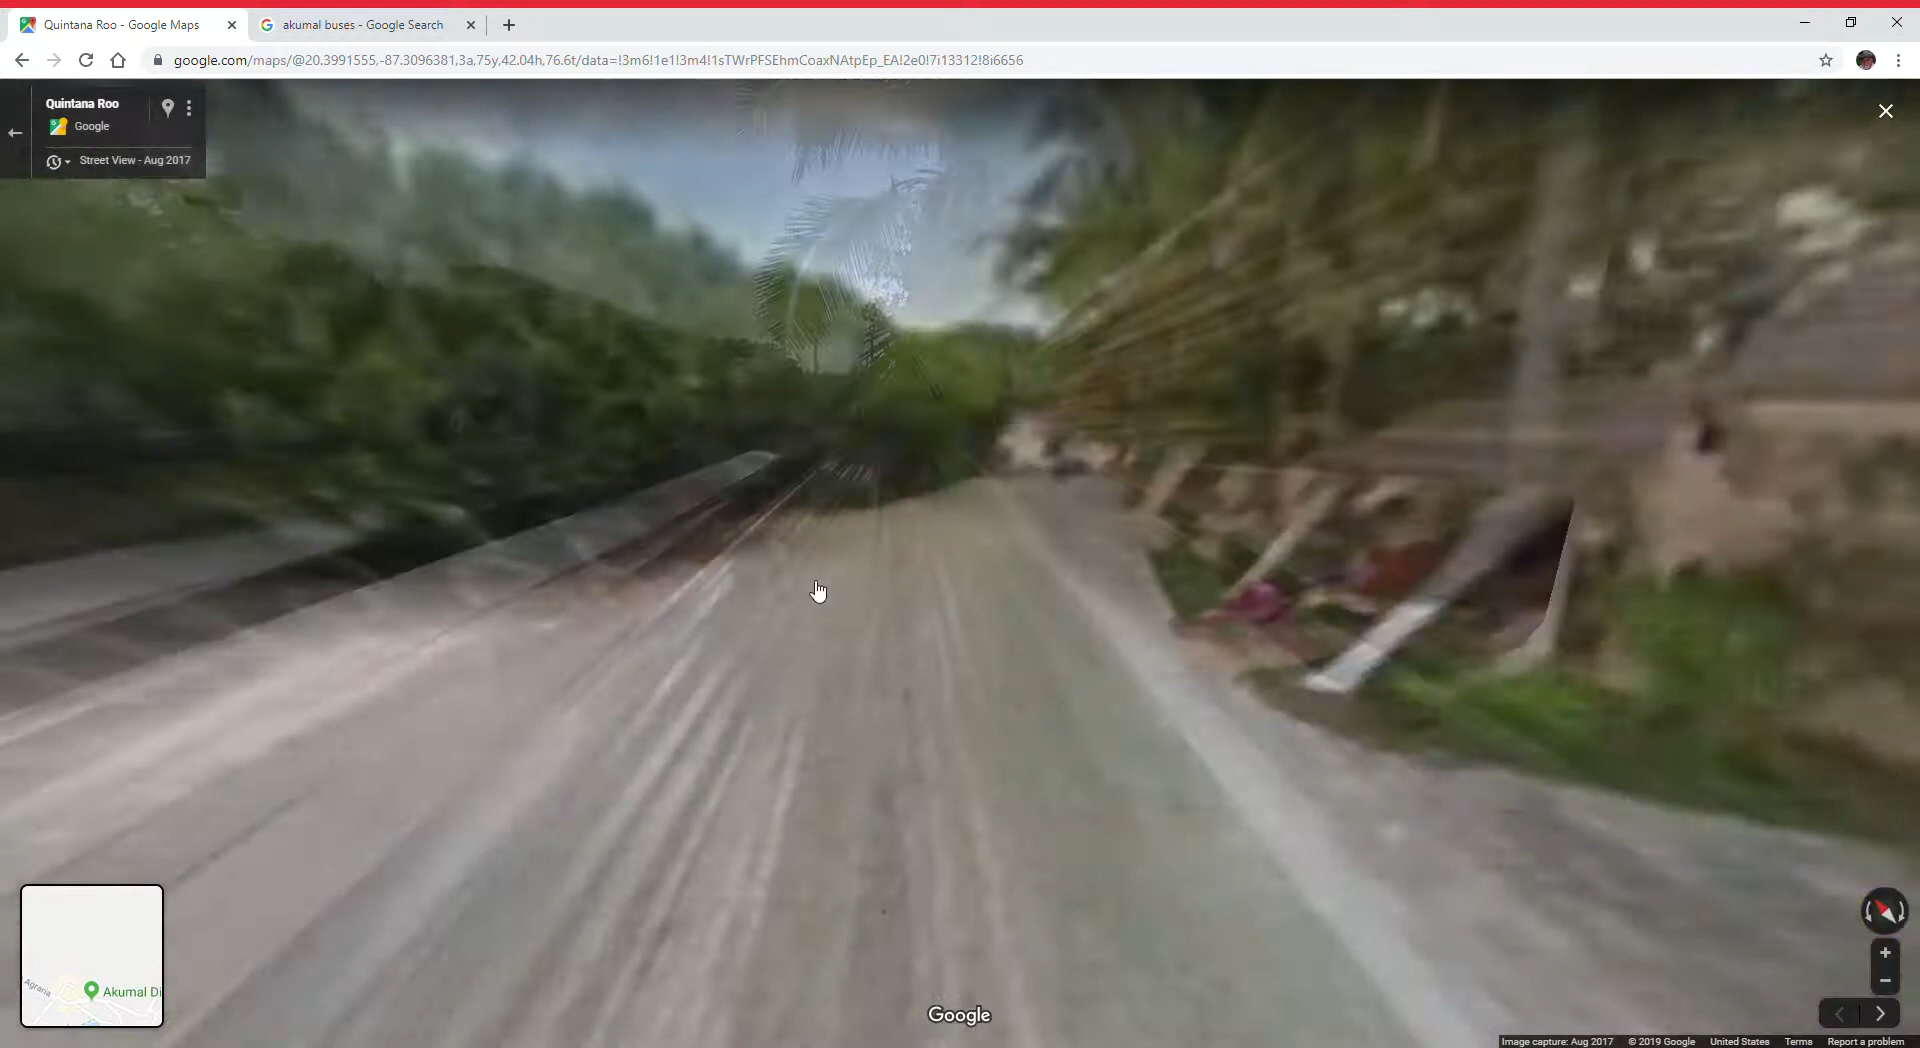 Quintana Roo - Google Maps
akumal buses - Google Search
google.com/maps/@20.3991555,-87.3096381,3a,75y,42.04h,76.6t/data=!3m6!1e1!3m4!1sTWrPFSEhmCoaxNAtpEp_EA!2e0!7i13312!8i6656
Quintana Roo
Google
Street View - Aug 2017
Agraria
Akumal Di
Google
Image capture: Aug 2017 © 2019 Google United States Terms Report a problem